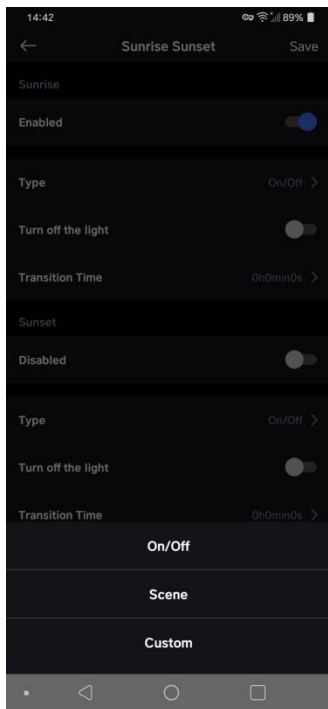 14:42 89%
Sunrise Sunset Save
Sunrise
Enabled
Type On/Off
Turn off the light
Transition Time 0h0min0s
Sunset
Disabled
Type On/Off
Turn off the light
Transition Time 0h0min0s
On/Off
Scene
Custom